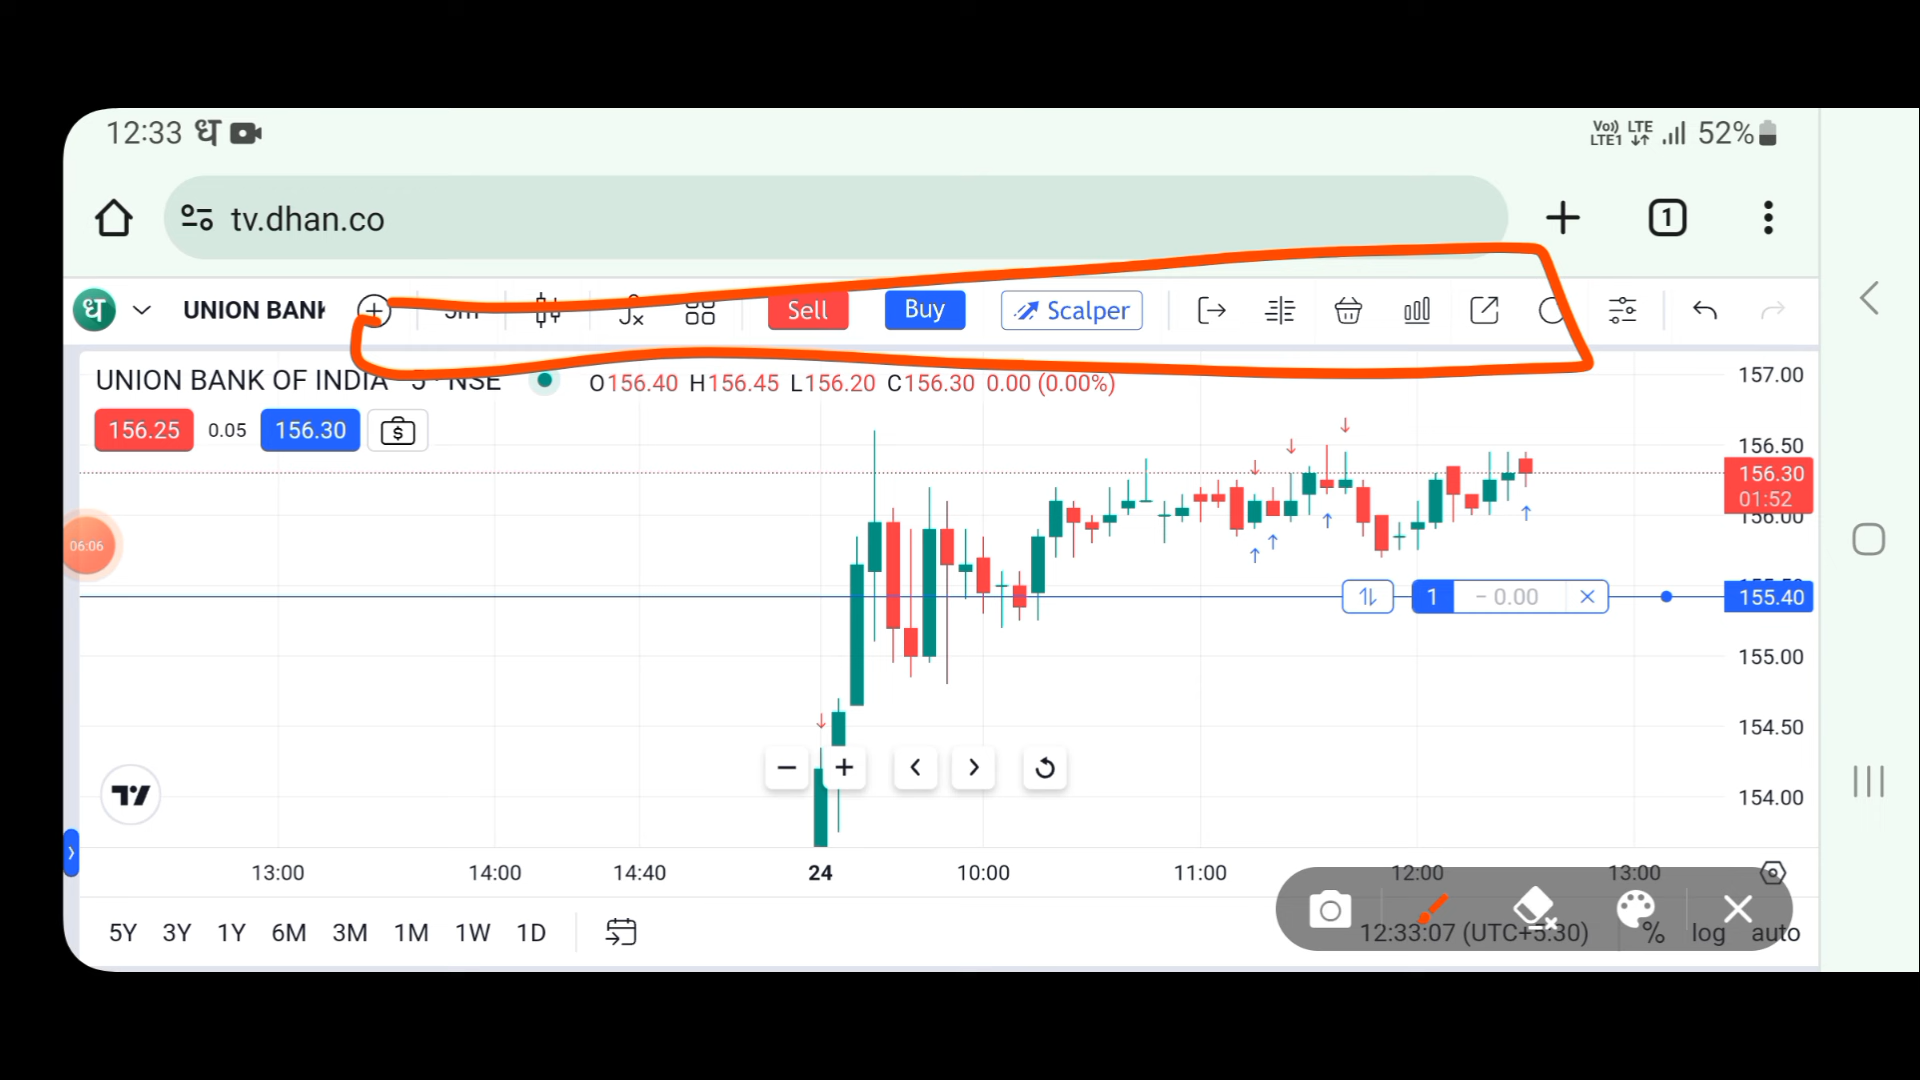 12:33 ध Vo)) LTE1 LTE 52%
tv.dhan.co 1
ध UNION BANK Sell Buy Scalper
UNION BANK OF INDIA · 5 · NSE O156.40 H156.45 L156.20 C156.30 0.00 (0.00%)
156.25 0.05 156.30
157.00
156.50
156.30
01:52
156.00
06:06
1 − 0.00 155.40
155.00
154.50
154.00
13:00 14:00 14:40 24 10:00 11:00 12:00 13:00
5Y 3Y 1Y 6M 3M 1M 1W 1D 12:33:07 (UTC+5:30) % log auto